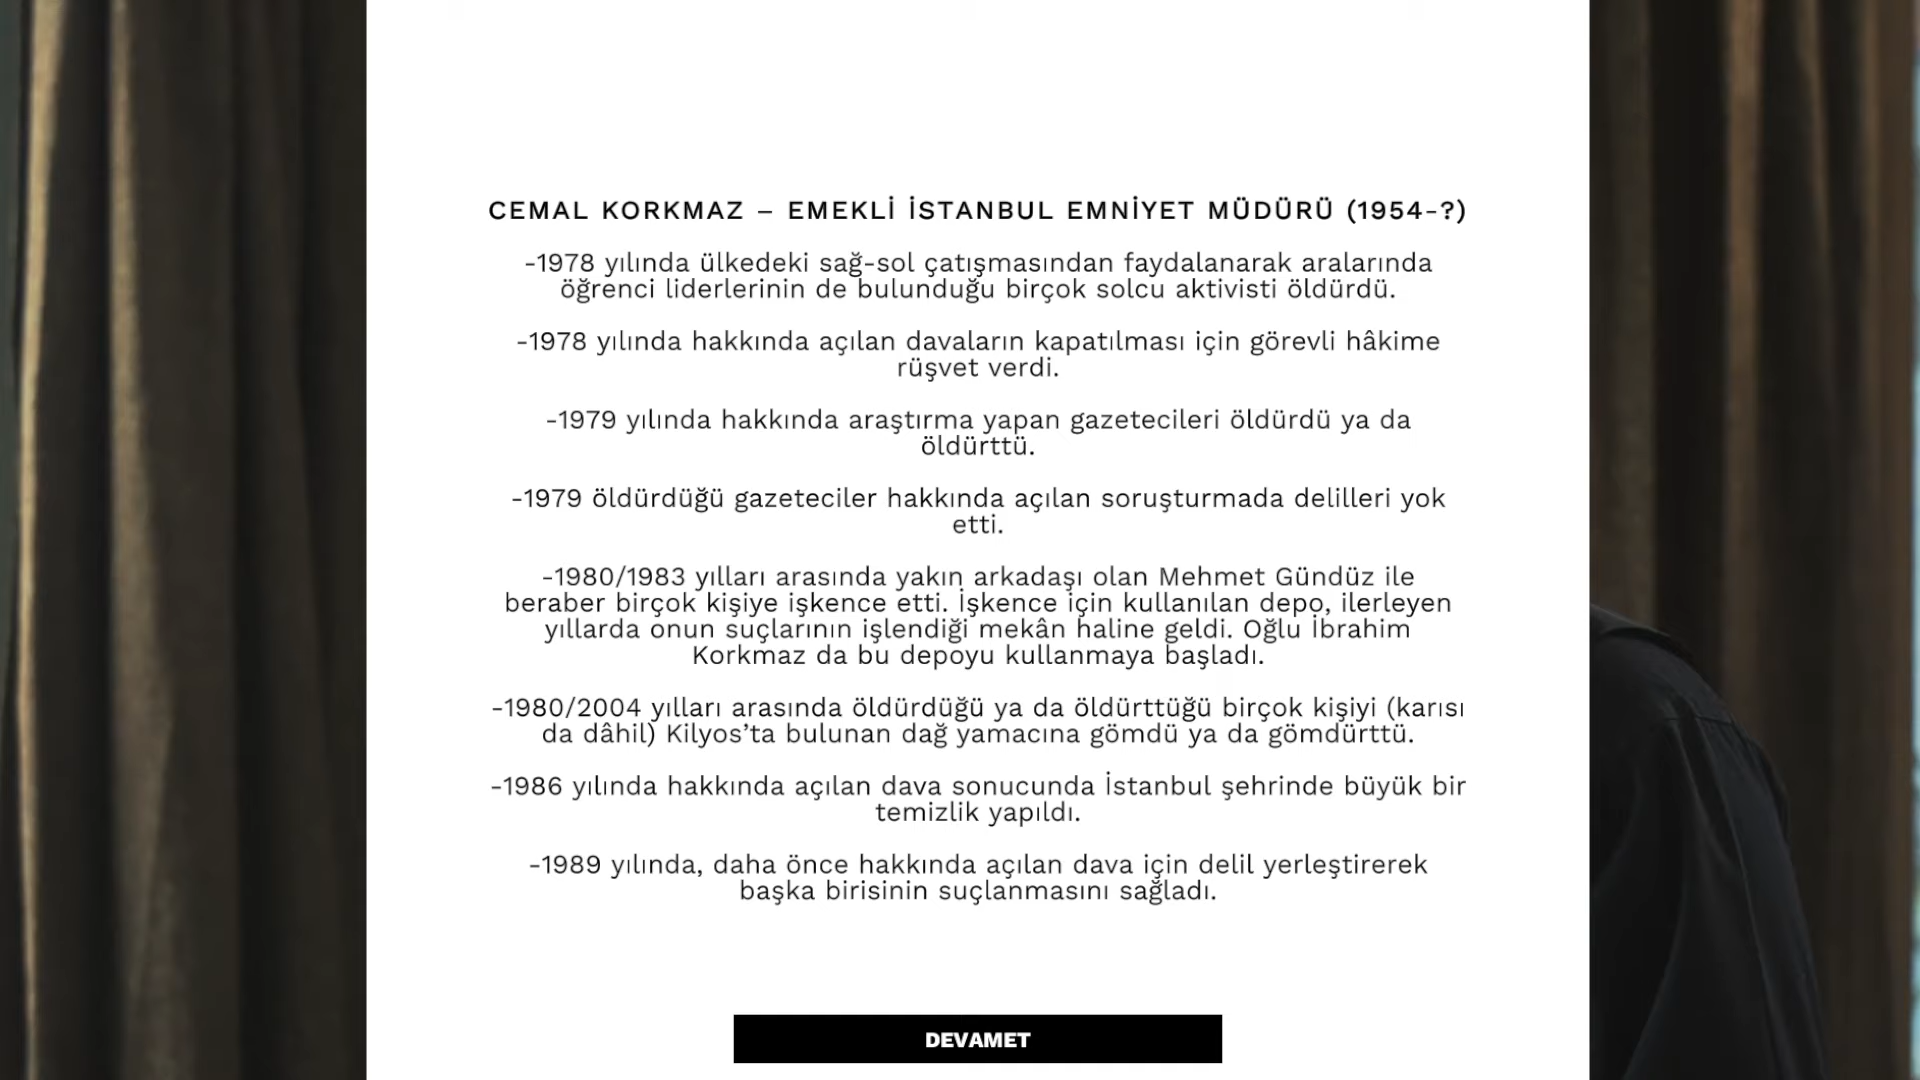 CEMAL KORKMAZ – EMEKLİ İSTANBUL EMNİYET MÜDÜRÜ (1954-?)
-1978 yılında ülkedeki sağ-sol çatışmasından faydalanarak aralarında
öğrenci liderlerinin de bulunduğu birçok solcu aktivisti öldürdü.
-1978 yılında hakkında açılan davaların kapatılması için görevli hâkime
rüşvet verdi.
-1979 yılında hakkında araştırma yapan gazetecileri öldürdü ya da
öldürttü.
-1979 öldürdüğü gazeteciler hakkında açılan soruşturmada delilleri yok
etti.
-1980/1983 yılları arasında yakın arkadaşı olan Mehmet Gündüz ile
beraber birçok kişiye işkence etti. İşkence için kullanılan depo, ilerleyen
yıllarda onun suçlarının işlendiği mekân haline geldi. Oğlu İbrahim
Korkmaz da bu depoyu kullanmaya başladı.
-1980/2004 yılları arasında öldürdüğü ya da öldürttüğü birçok kişiyi (karısı
da dâhil) Kilyos’ta bulunan dağ yamacına gömdü ya da gömdürttü.
-1986 yılında hakkında açılan dava sonucunda İstanbul şehrinde büyük bir
temizlik yapıldı.
-1989 yılında, daha önce hakkında açılan dava için delil yerleştirerek
başka birisinin suçlanmasını sağladı.
DEVAMET